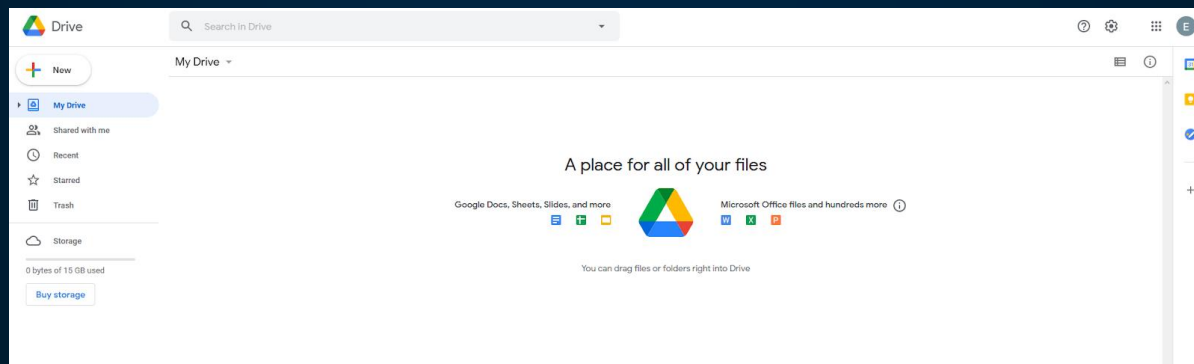 Drive
Search in Drive
E
New
My Drive
My Drive
Shared with me
Recent
Starred
Trash
Storage
0 bytes of 15 GB used
Buy storage
A place for all of your files
Google Docs, Sheets, Slides, and more
Microsoft Office files and hundreds more
W X P
You can drag files or folders right into Drive